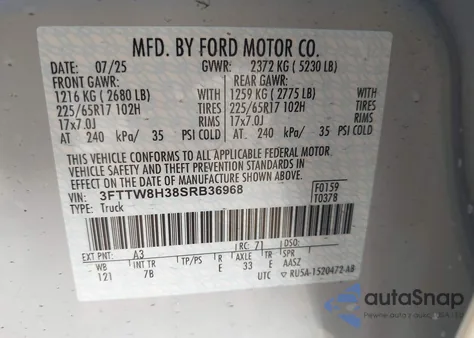 MFD. BY FORD MOTOR CO.
DATE: 07/25 GVWR: 2372 KG ( 5230 LB)
FRONT GAWR: REAR GAWR:
1216 KG ( 2680 LB) WITH 1259 KG ( 2775 LB) WITH
225/65R17 102H TIRES 225/65R17 102H TIRES
17x7.0J RIMS 17x7.0J RIMS
AT 240 kPa/ 35 PSI COLD AT 240 kPa/ 35 PSI COLD
THIS VEHICLE CONFORMS TO ALL APPLICABLE FEDERAL MOTOR
VEHICLE SAFETY AND THEFT PREVENTION STANDARDS IN
EFFECT ON THE DATE OF MANUFACTURE SHOWN ABOVE.
VIN: 3FTTW8H38SRB36968 F0159
TYPE: Truck T0378
EXT PNT: A3 RC: 71 DSO:
WB INT TR TP/PS R AXLE TR SPR
121 7B E 33 E AASZ
UTC RU5A-1520472-AB
autoSnap